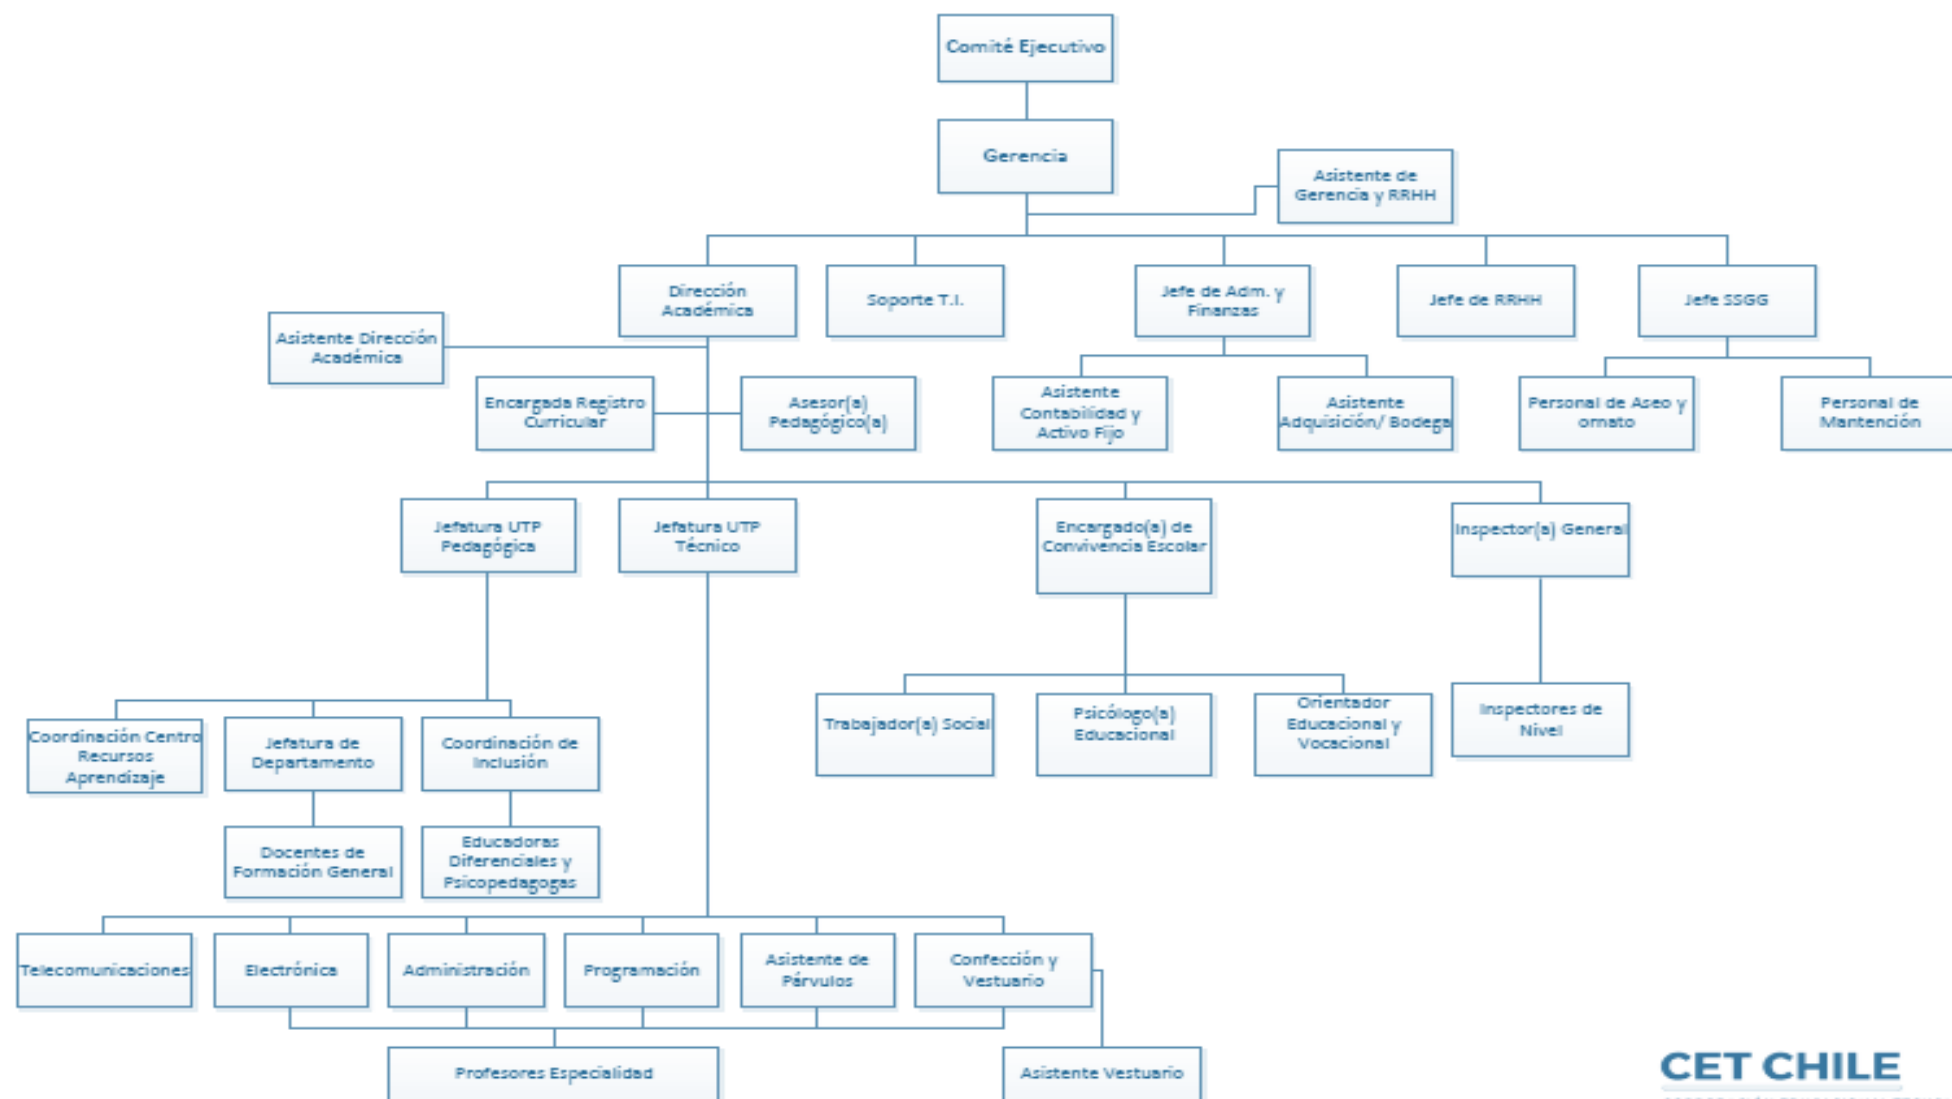 Comité Ejecutivo
Gerencia
Asistente de
Gerencia y RRHH
Dirección
Académica
Soporte T.I.
Jefe de Adm. y
Finanzas
Jefe de RRHH
Jefe SSGG
Asistente Dirección
Académica
Encargada Registro
Curricular
Asesor(a)
Pedagógico(a)
Asistente
Contabilidad y
Activo Fijo
Asistente
Adquisición/ Bodega
Personal de Aseo y
ornato
Personal de
Mantención
Jefatura UTP
Pedagógica
Jefatura UTP
Técnico
Encargado(a) de
Convivencia Escolar
Inspector(a) General
Trabajador(a) Social
Psicólogo(a)
Educacional
Orientador
Educacional y
Vocacional
Inspectores de
Nivel
Coordinación Centro
Recursos
Aprendizaje
Jefatura de
Departamento
Coordinación de
Inclusión
Docentes de
Formación General
Educadoras
Diferenciales y
Psicopedagogas
Telecomunicaciones
Electrónica
Administración
Programación
Asistente de
Párvulos
Confección y
Vestuario
Profesores Especialidad
Asistente Vestuario
CET CHILE